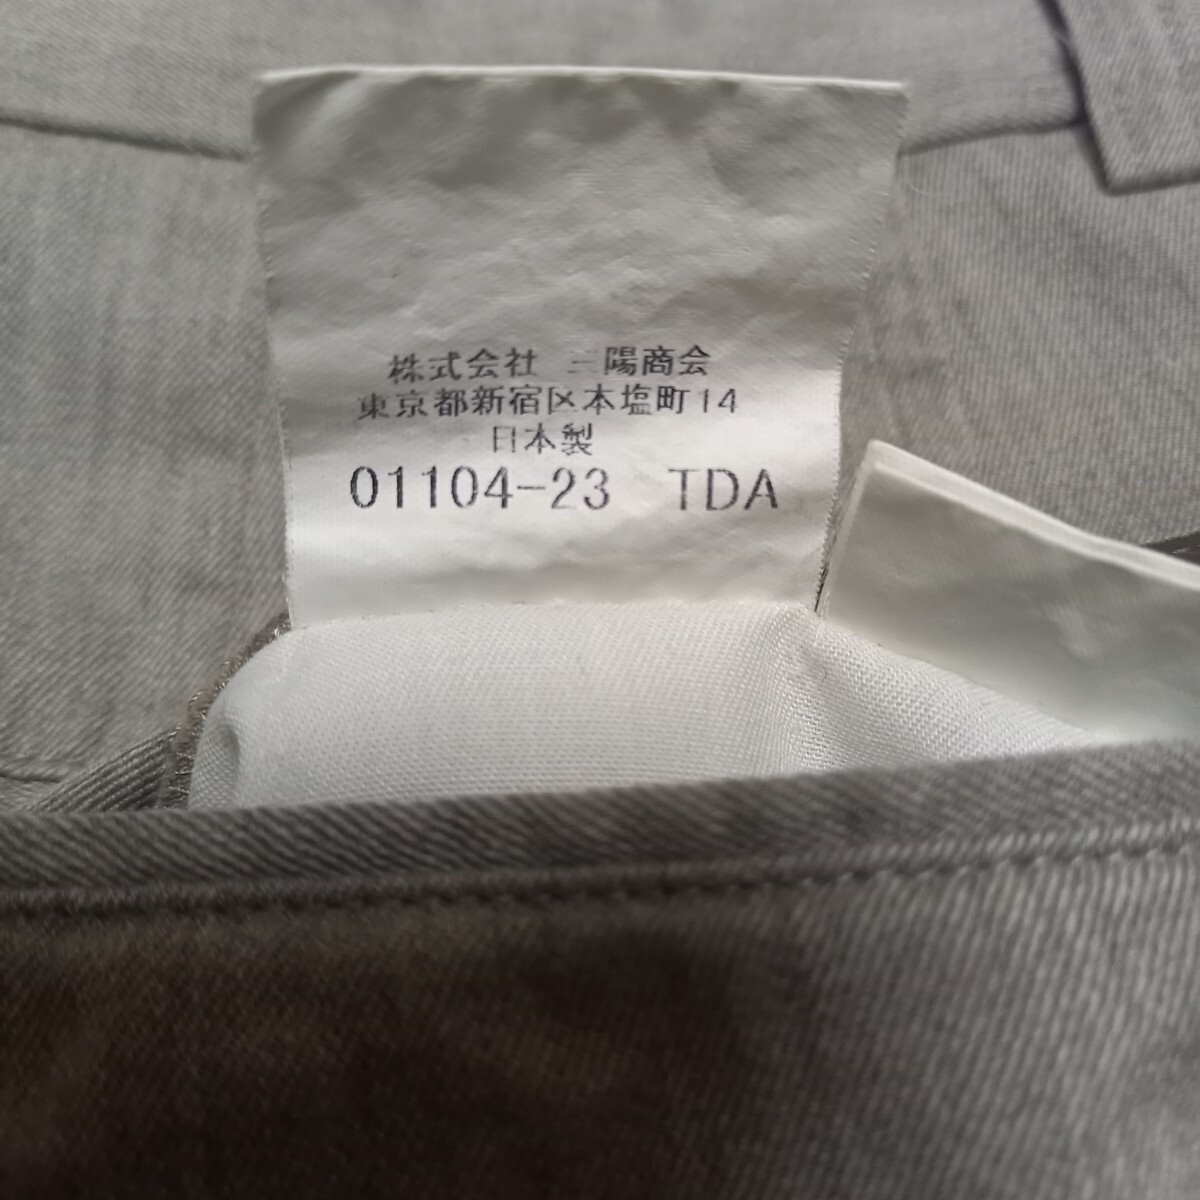 株式会社 三陽商会
東京都新宿区本塩町14
日本製
01104-23 TDA